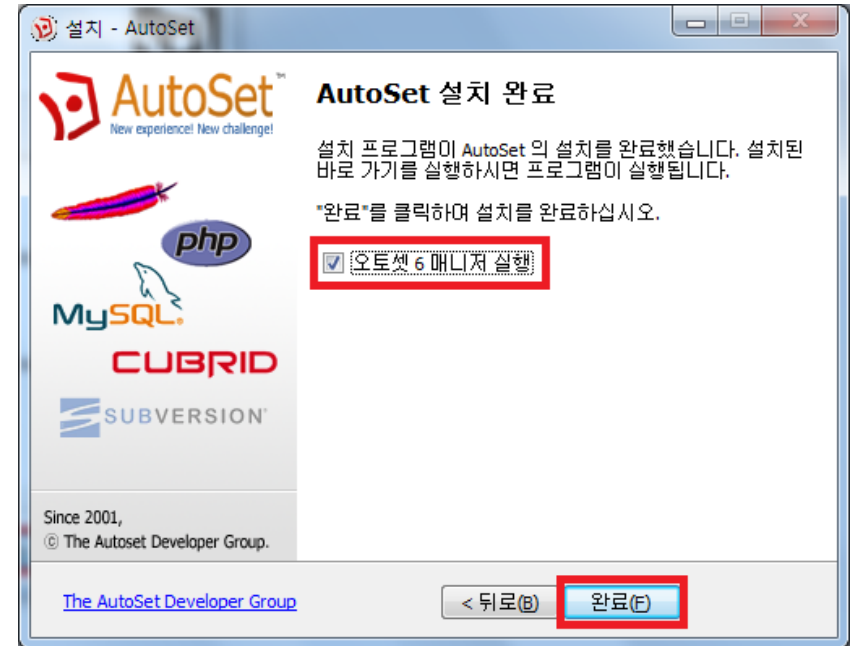 설치 - AutoSet
AutoSet™
New experience! New challenge!
php
MySQL.
CUBRID
SUBVERSION
Since 2001,
© The Autoset Developer Group.
AutoSet 설치 완료
설치 프로그램이 AutoSet 의 설치를 완료했습니다. 설치된
바로 가기를 실행하시면 프로그램이 실행됩니다.
"완료"를 클릭하여 설치를 완료하십시오.
오토셋 6 매니저 실행
The AutoSet Developer Group
< 뒤로(B)
완료(F)